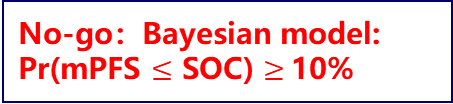 No-go: Bayesian model:
Pr(mPFS ≤ SOC) ≥ 10%